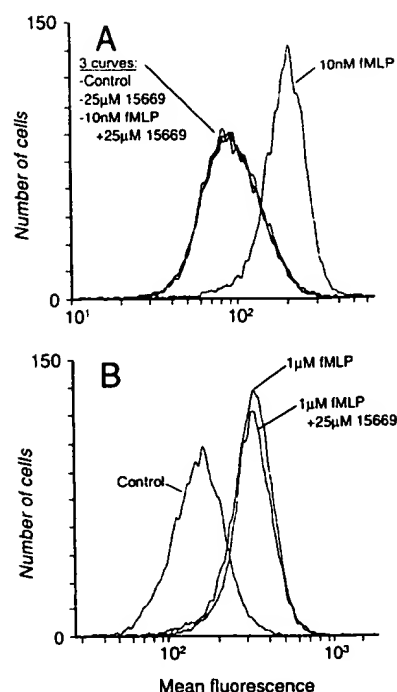 150
A
3 curves:
-Control
-25µM 15669
-10nM fMLP
+25µM 15669
10nM fMLP
Number of cells
0
10¹
10²
150
B
1µM fMLP
1µM fMLP
+25µM 15669
Control
Number of cells
0
10²
10³
Mean fluorescence